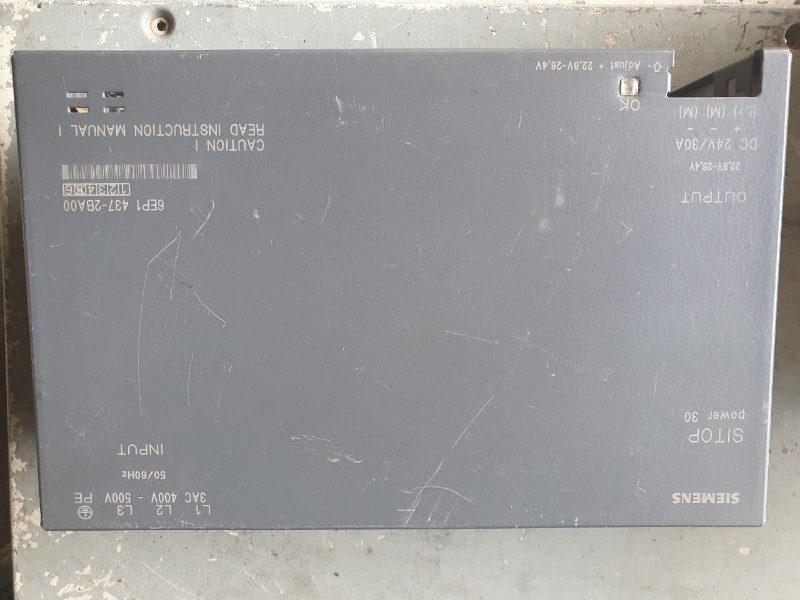 L1 L2 L3
3AC 400V - 500V PE
50/60Hz
INPUT
SIEMENS
SITOP
power 30
6EP1 437-2BA00
CAUTION !
READ INSTRUCTION MANUAL !
OUTPUT
22,8V-26,4V
DC 24V/30A
+ - -
(L+) (M) (M)
OK
- Adjust + 22,8V-26,4V